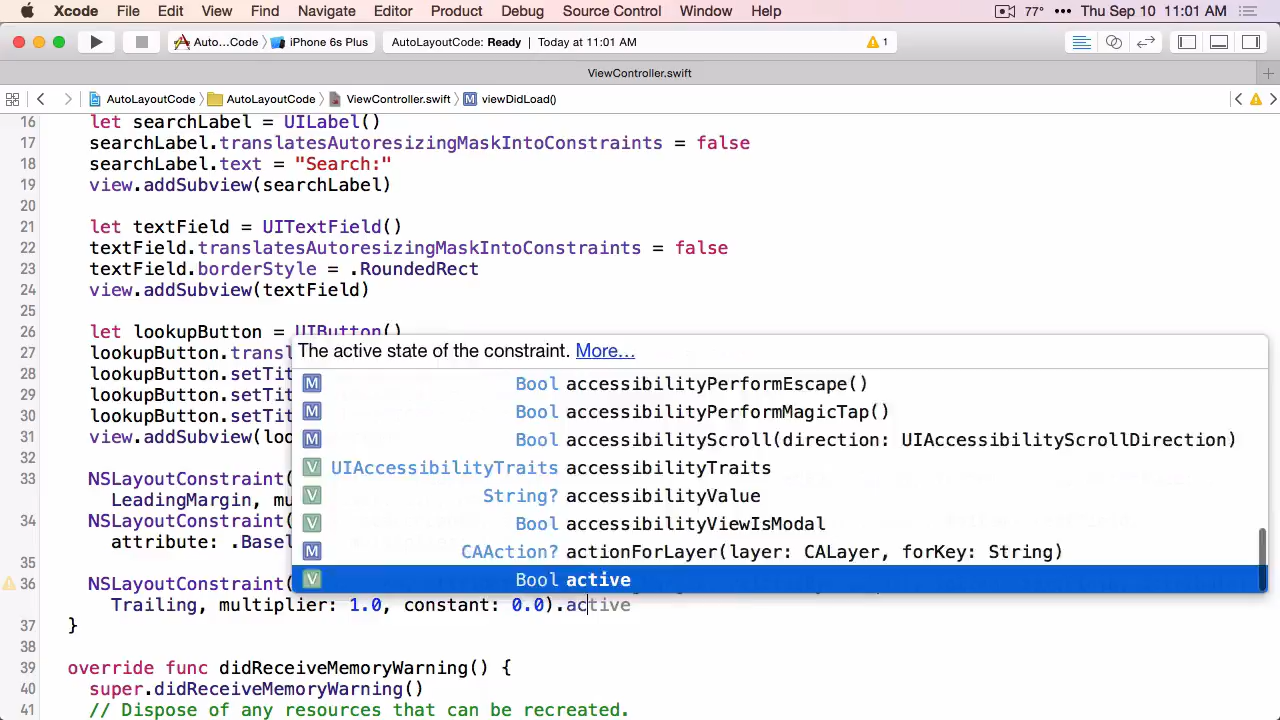 Xcode File Edit View Find Navigate Editor Product Debug Source Control Window Help 77° ••• Thu Sep 10 11:01 AM
Auto...Code iPhone 6s Plus AutoLayoutCode: Ready | Today at 11:01 AM 1
ViewController.swift
AutoLayoutCode AutoLayoutCode ViewController.swift M viewDidLoad()
16 let searchLabel = UILabel()
17 searchLabel.translatesAutoresizingMaskIntoConstraints = false
18 searchLabel.text = "Search:"
19 view.addSubview(searchLabel)
20
21 let textField = UITextField()
22 textField.translatesAutoresizingMaskIntoConstraints = false
23 textField.borderStyle = .RoundedRect
24 view.addSubview(textField)
25
26 let lookupButton = UIButton()
27 lookupButton.transl
The active state of the constraint. More...
28 lookupButton.setTit
M Bool accessibilityPerformEscape()
29 lookupButton.setTit
M Bool accessibilityPerformMagicTap()
30 lookupButton.setTit
31 view.addSubview(loo
M Bool accessibilityScroll(direction: UIAccessibilityScrollDirection)
32
V UIAccessibilityTraits accessibilityTraits
33 NSLayoutConstraint(
LeadingMargin, mu
V String? accessibilityValue
34 NSLayoutConstraint(
V Bool accessibilityViewIsModal
attribute: .Basel
M CAAction? actionForLayer(layer: CALayer, forKey: String)
35
V Bool active
36 NSLayoutConstraint(
Trailing, multiplier: 1.0, constant: 0.0).active
37 }
38
39 override func didReceiveMemoryWarning() {
40 super.didReceiveMemoryWarning()
41 // Dispose of any resources that can be recreated.